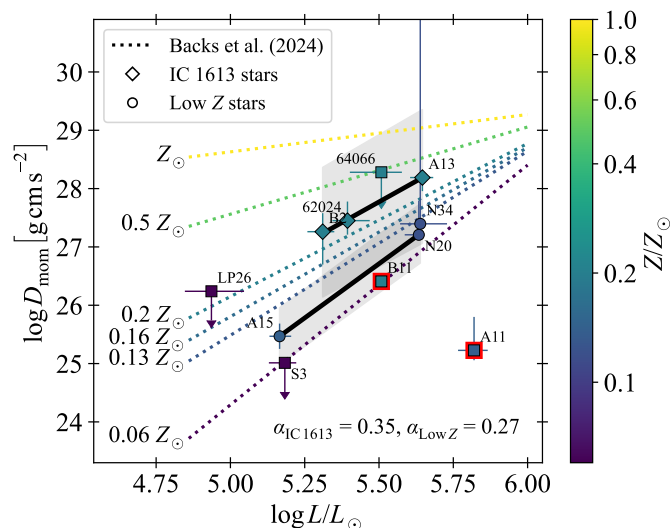 Backs et al. (2024)
IC 1613 stars
Low Z stars
30
29
28
27
26
25
24
log D_mom [g cm s⁻²]
Z⊙
0.5 Z⊙
0.2 Z⊙
0.16 Z⊙
0.13 Z⊙
0.06 Z⊙
64066
A13
62024
B2
N34
N20
B11
LP26
A15
A11
S3
α_IC 1613 = 0.35, α_Low Z = 0.27
4.75 5.00 5.25 5.50 5.75 6.00
log L/L⊙
1.0
0.8
0.6
0.4
0.2
0.1
Z/Z⊙